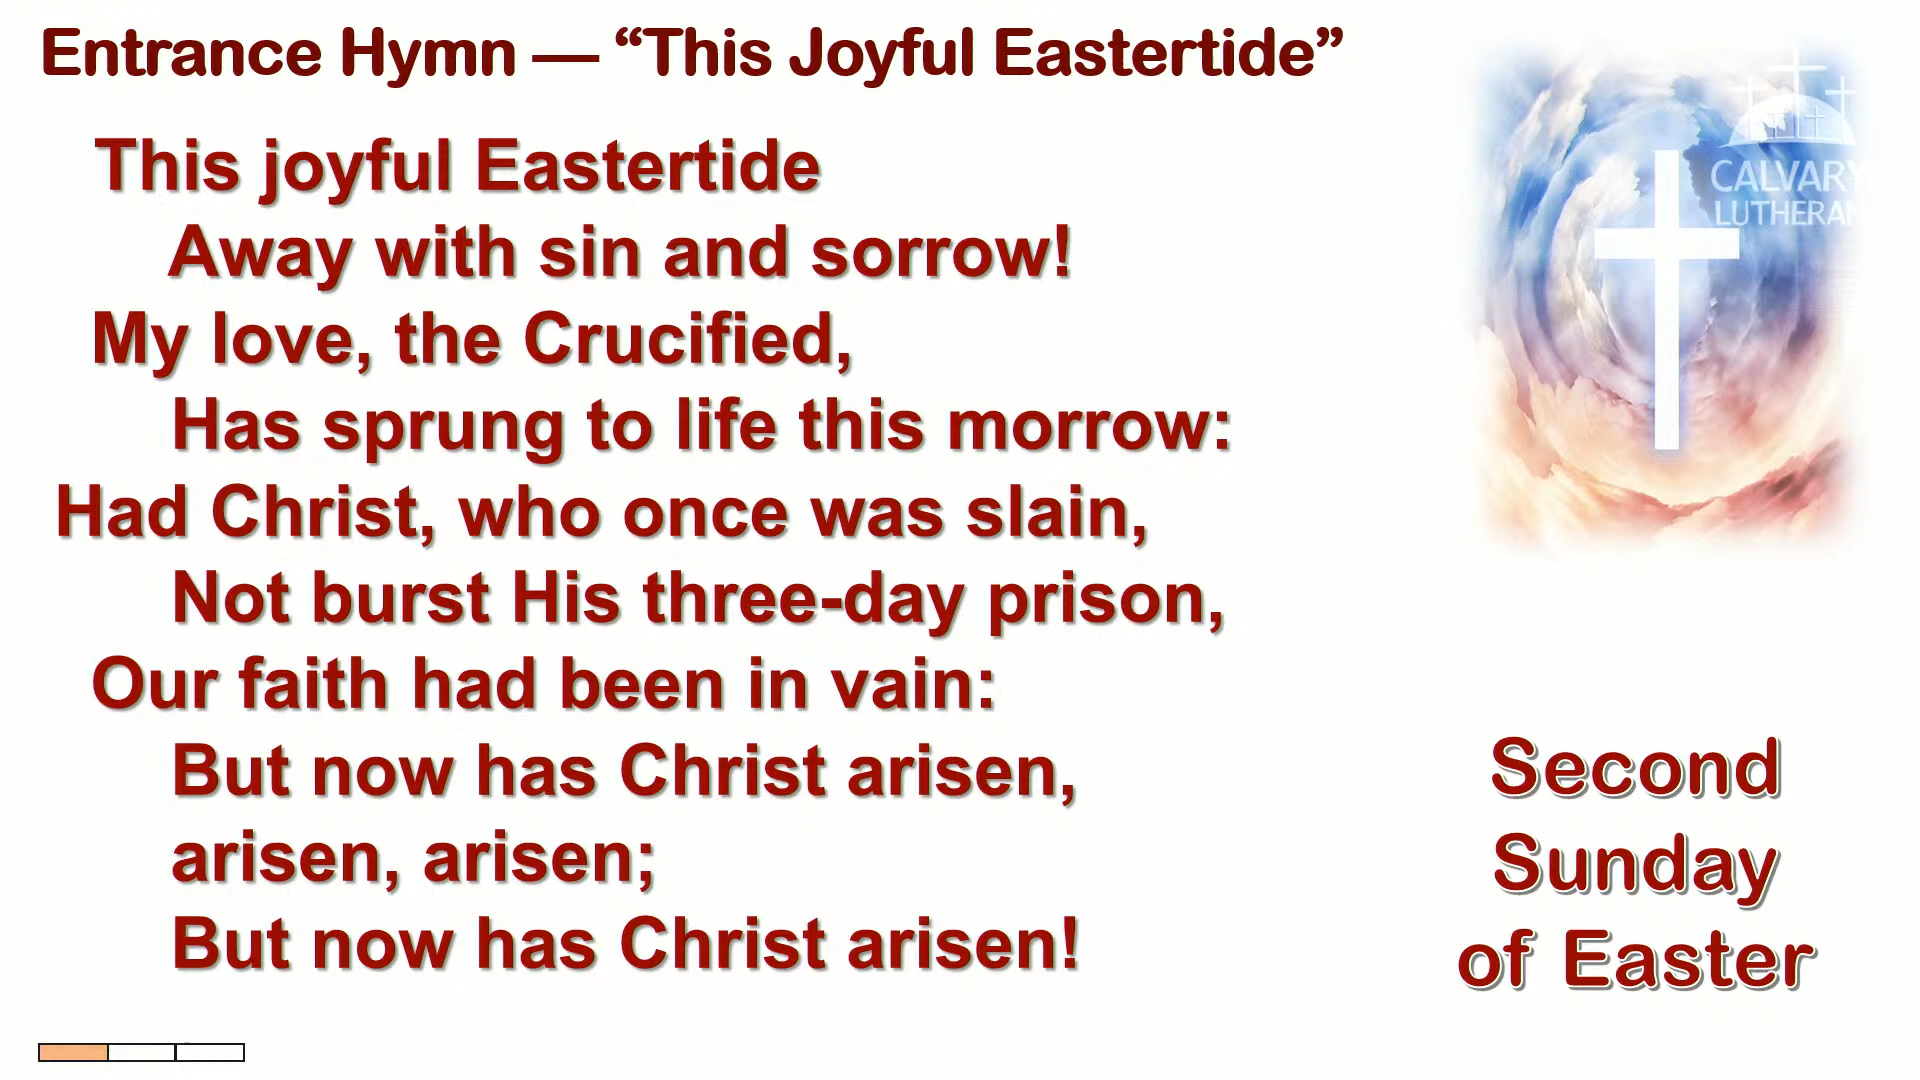 Entrance Hymn — “This Joyful Eastertide”
This joyful Eastertide
Away with sin and sorrow!
My love, the Crucified,
Has sprung to life this morrow:
Had Christ, who once was slain,
Not burst His three-day prison,
Our faith had been in vain:
But now has Christ arisen,
arisen, arisen;
But now has Christ arisen!
CALVARY
LUTHERAN
Second
Sunday
of Easter